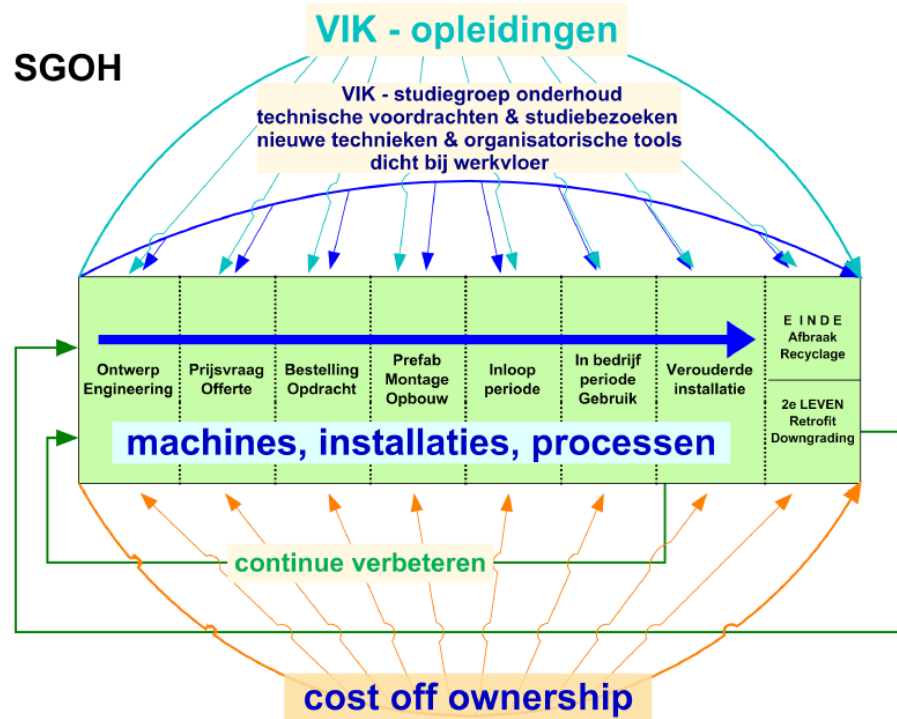 VIK - opleidingen
SGOH
VIK - studiegroep onderhoud
technische voordrachten & studiebezoeken
nieuwe technieken & organisatorische tools
dicht bij werkvloer
Ontwerp
Engineering
Prijsvraag
Offerte
Bestelling
Opdracht
Prefab
Montage
Opbouw
Inloop
periode
In bedrijf
periode
Gebruik
Verouderde
installatie
E I N D E
Afbraak
Recyclage
2e LEVEN
Retrofit
Downgrading
machines, installaties, processen
continue verbeteren
cost off ownership